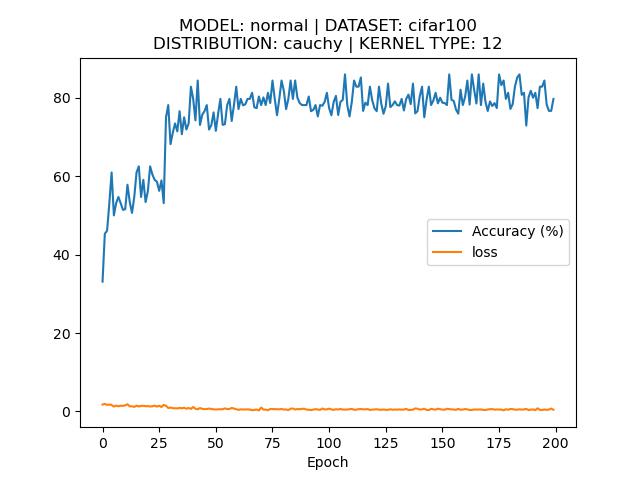 MODEL: normal | DATASET: cifar100
DISTRIBUTION: cauchy | KERNEL TYPE: 12
80
60
40
20
0
Accuracy (%)
loss
0 25 50 75 100 125 150 175 200
Epoch